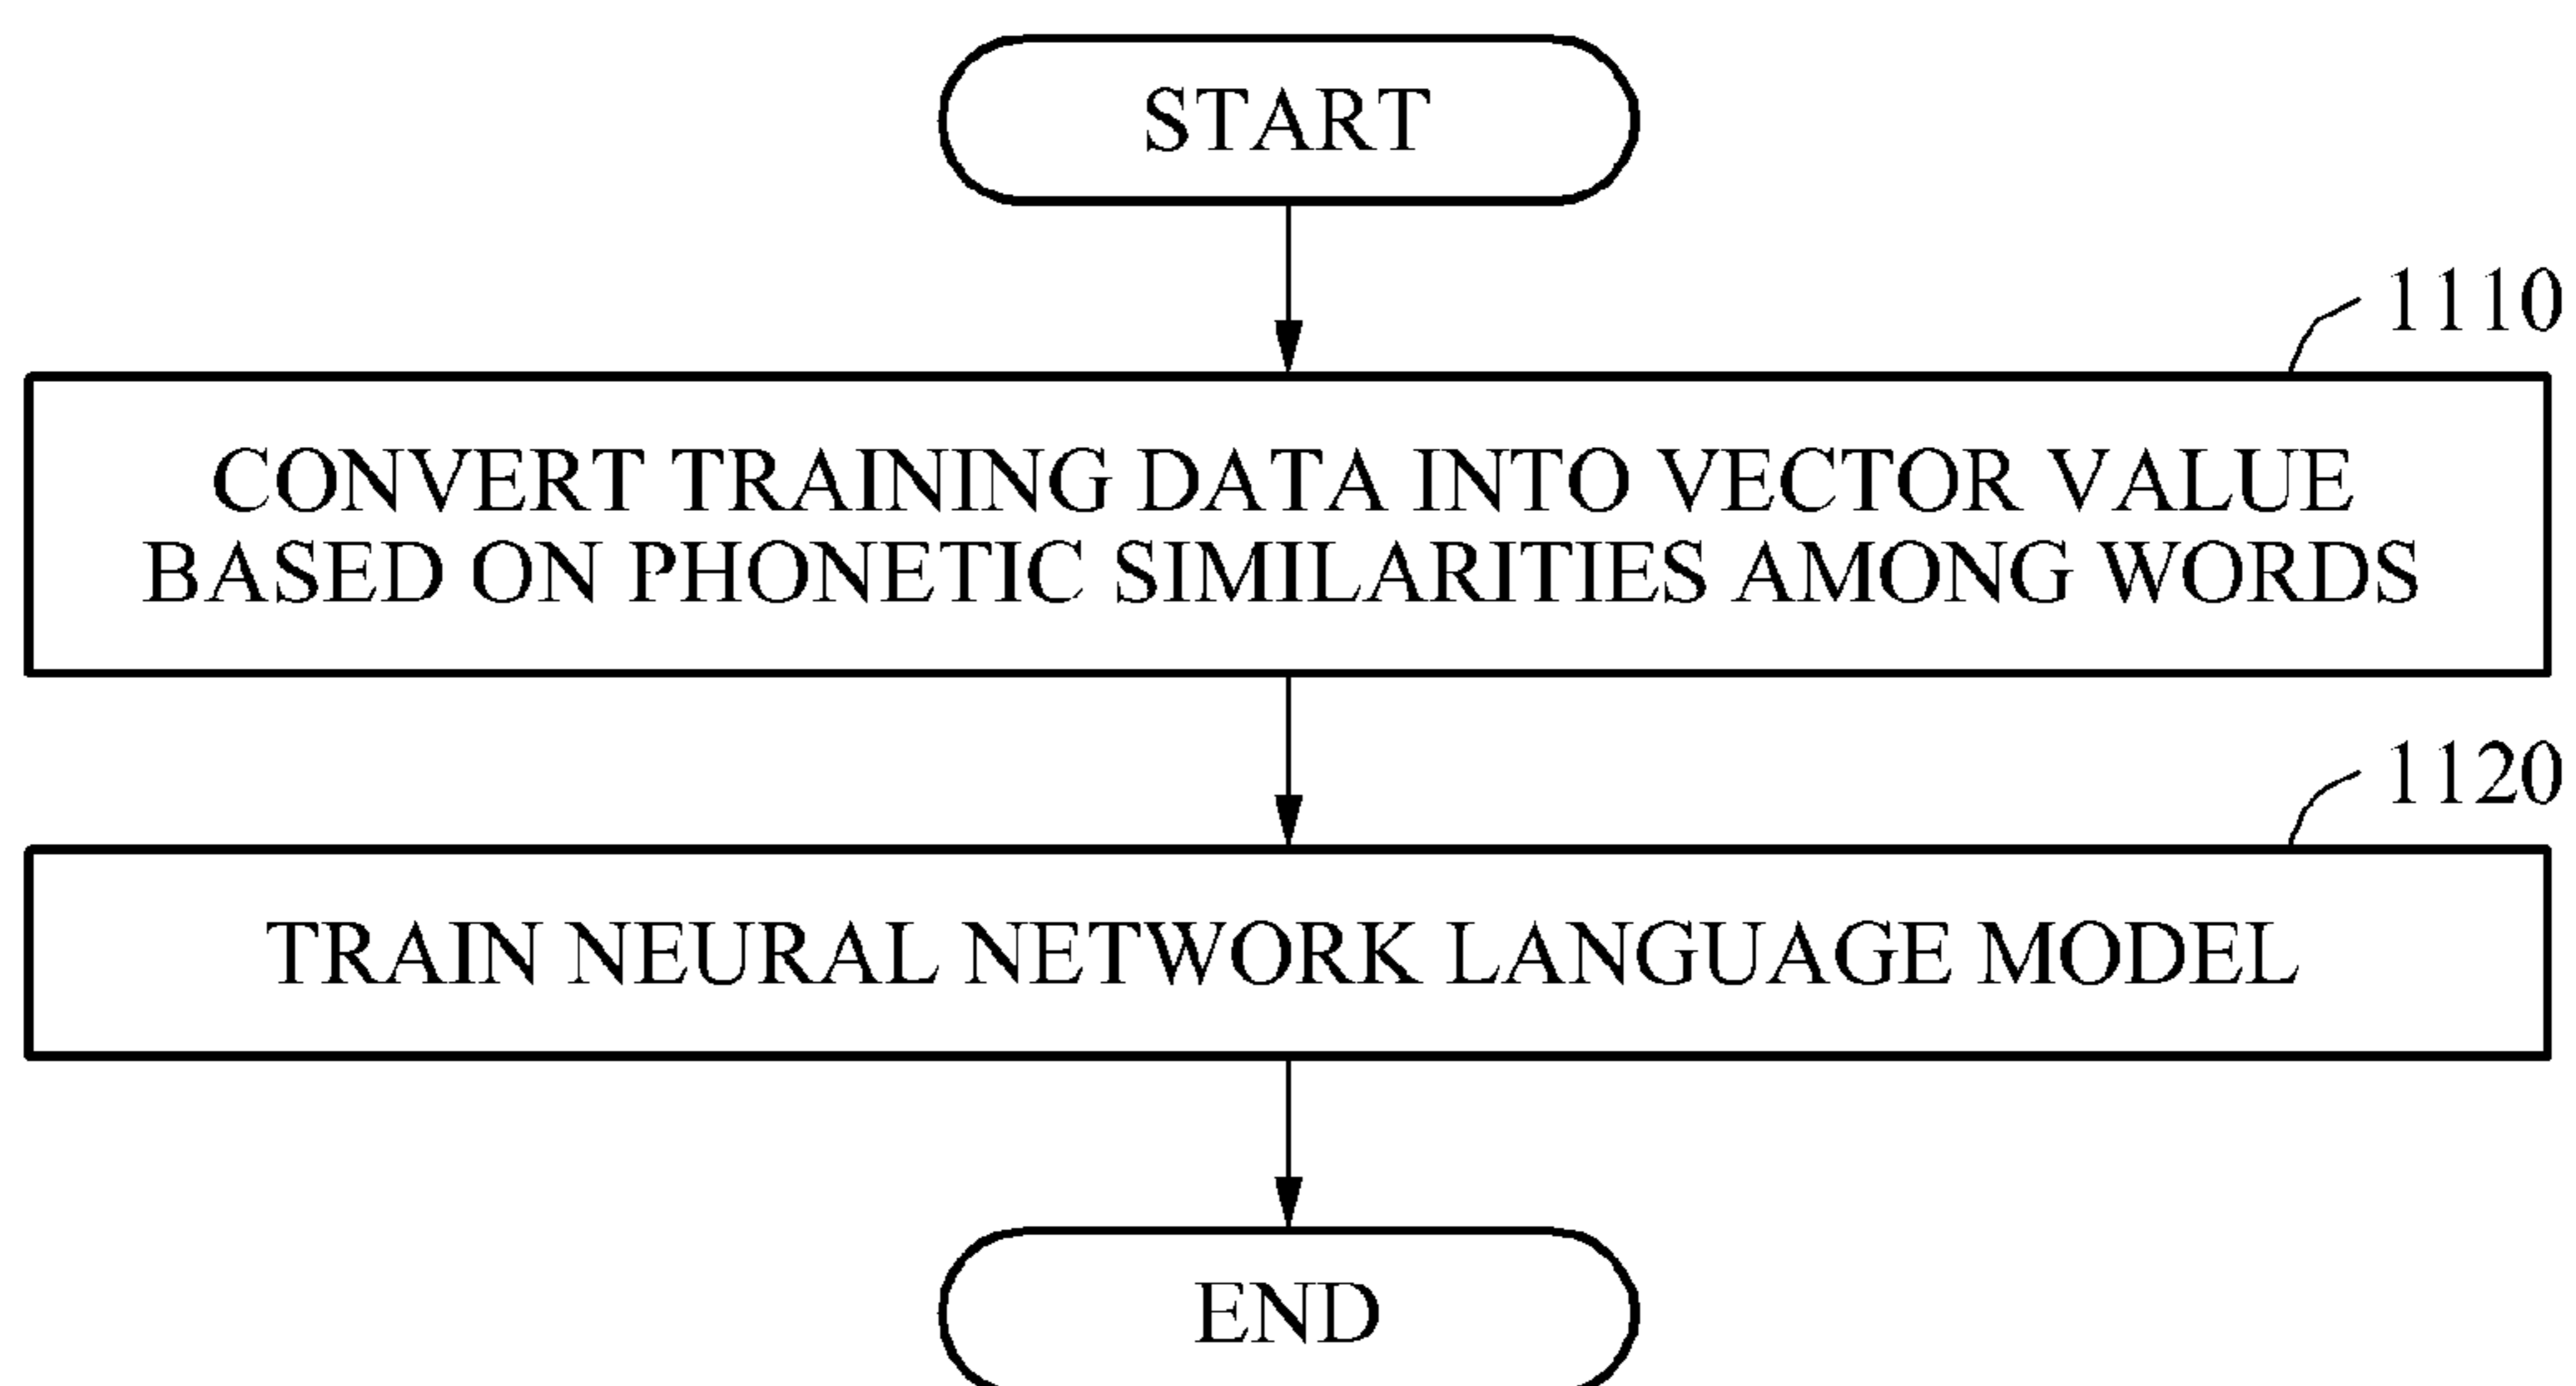 START
1110
CONVERT TRAINING DATA INTO VECTOR VALUE
BASED ON PHONETIC SIMILARITIES AMONG WORDS
1120
TRAIN NEURAL NETWORK LANGUAGE MODEL
END